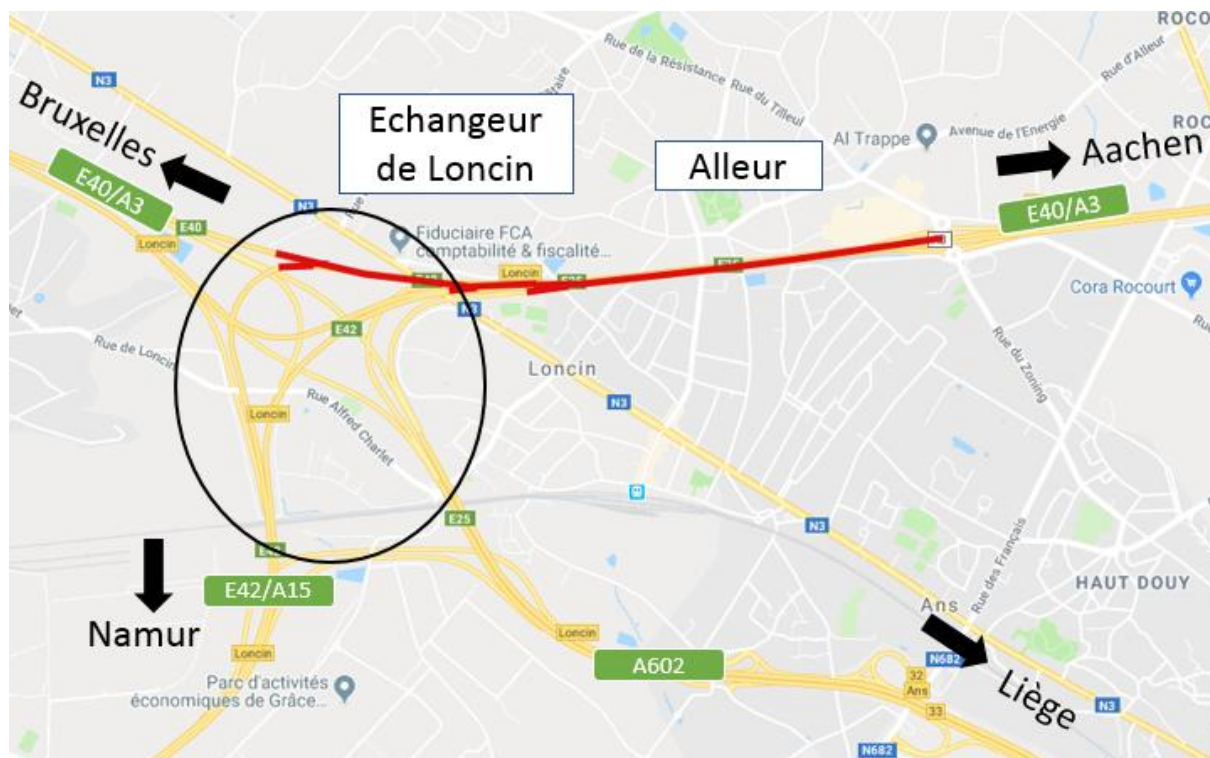 ROCO
N3
Rue de la Résistance
Rue du Tilleul
Rue d'Alleur
Bruxelles
Echangeur
de Loncin
Alleur
Al Trappe
Avenue de l'Energie
ROC
Aachen
E40/A3
E40/A3
E40
Loncin
N3
Fiduciaire FCA
comptabilité & fiscalité...
Loncin
E42
E25
N3
Cora Rocourt
E42
Rue de Loncin
Loncin
Rue du Zoning
Loncin
Rue Alfred Charlet
N3
E25
N3
Rue des Français
E42
E42/A15
HAUT DOUY
Ans
Namur
Loncin
Loncin
A602
N682
32
Ans
33
Liège
N3
Parc d'activités
économiques de Grâce...
N682